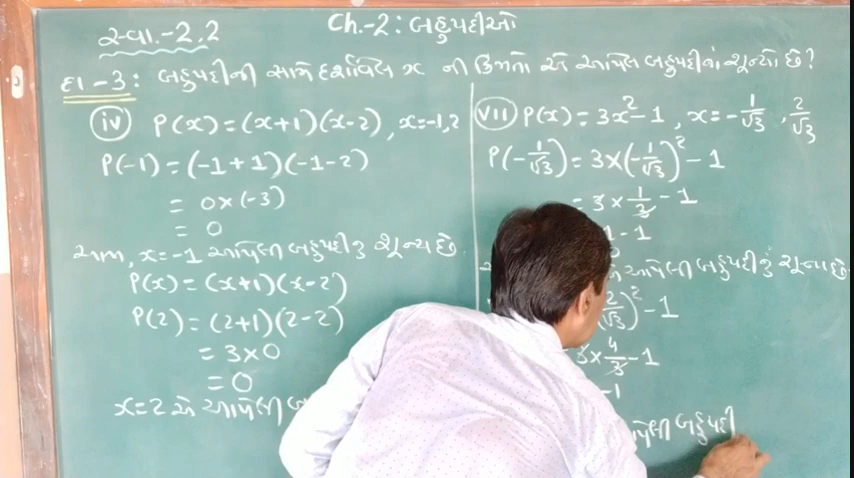 Ch.-2: બહુપદીઓ
સ્વા.-2.2
દા-3: બહુપદીની સામે દર્શાવેલ x ની કિંમતો એ આપેલ બહુપદીનાં શૂન્યો છે?
(iv) P(x) = (x+1)(x-2), x=-1,2
P(-1) = (-1+1)(-1-2)
= 0×(-3)
= 0
આમ, x=-1 આપેલી બહુપદીનું શૂન્ય છે.
P(x) = (x+1)(x-2)
P(2) = (2+1)(2-2)
= 3×0
= 0
x=2 એ આપેલી
(vii) P(x) = 3x²-1, x = -1/√3, 2/√3
P(-1/√3) = 3×(-1/√3)² - 1
= 3×1/3 - 1
1 - 1
આપેલી બહુપદીનું શૂન્ય છે.
2/√3)² - 1
3×4/3 - 1
-1
આપેલી બહુપદી